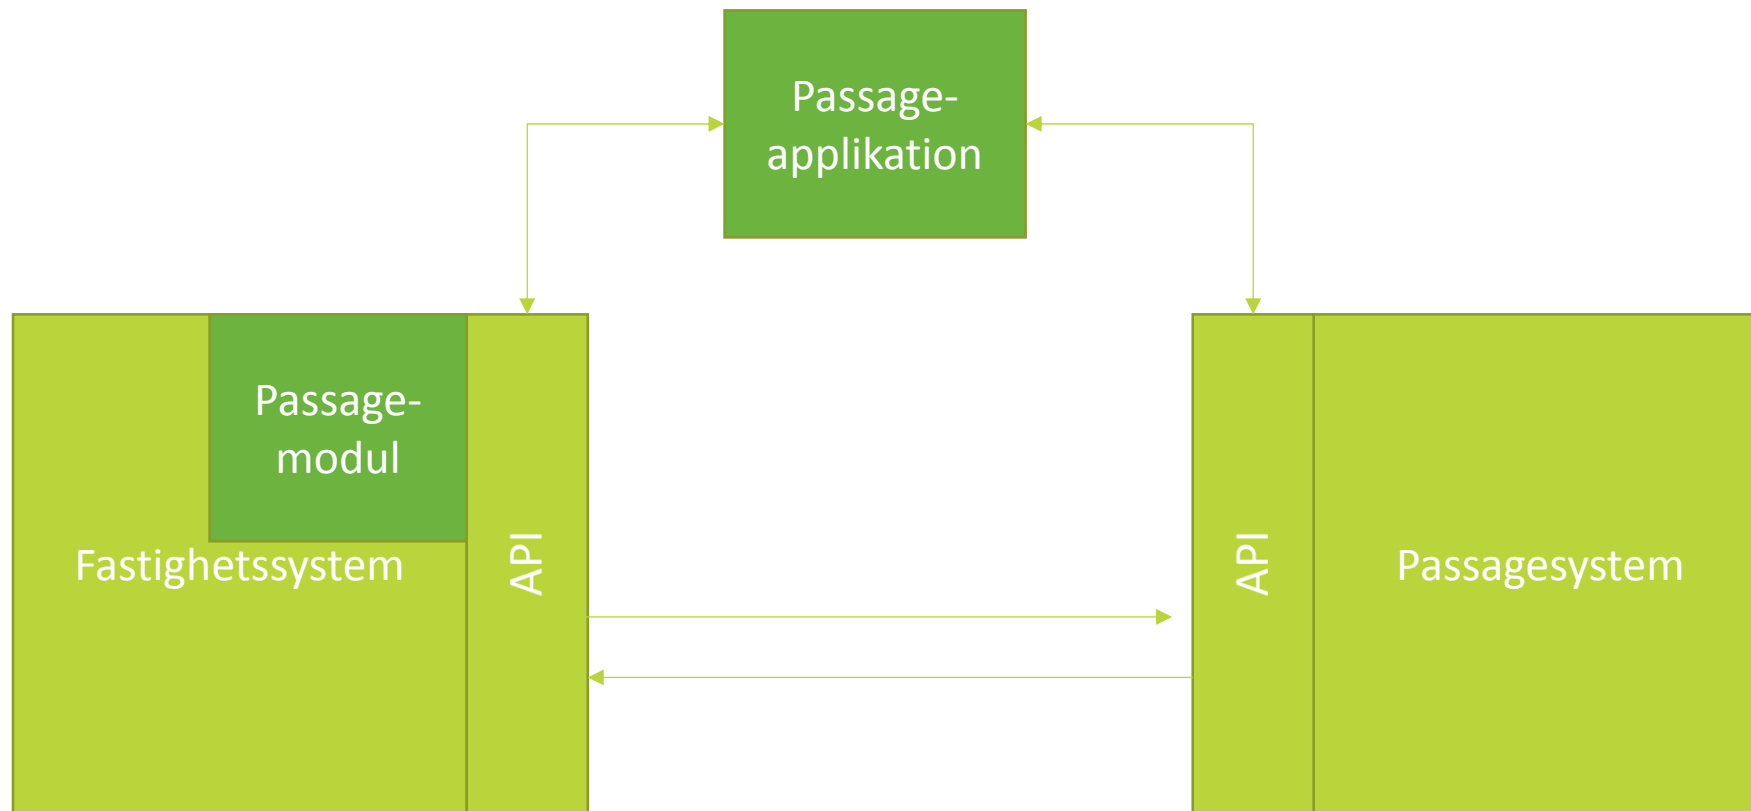 Passage-
applikation
Passage-
modul
Fastighetssystem
API
API
Passagesystem